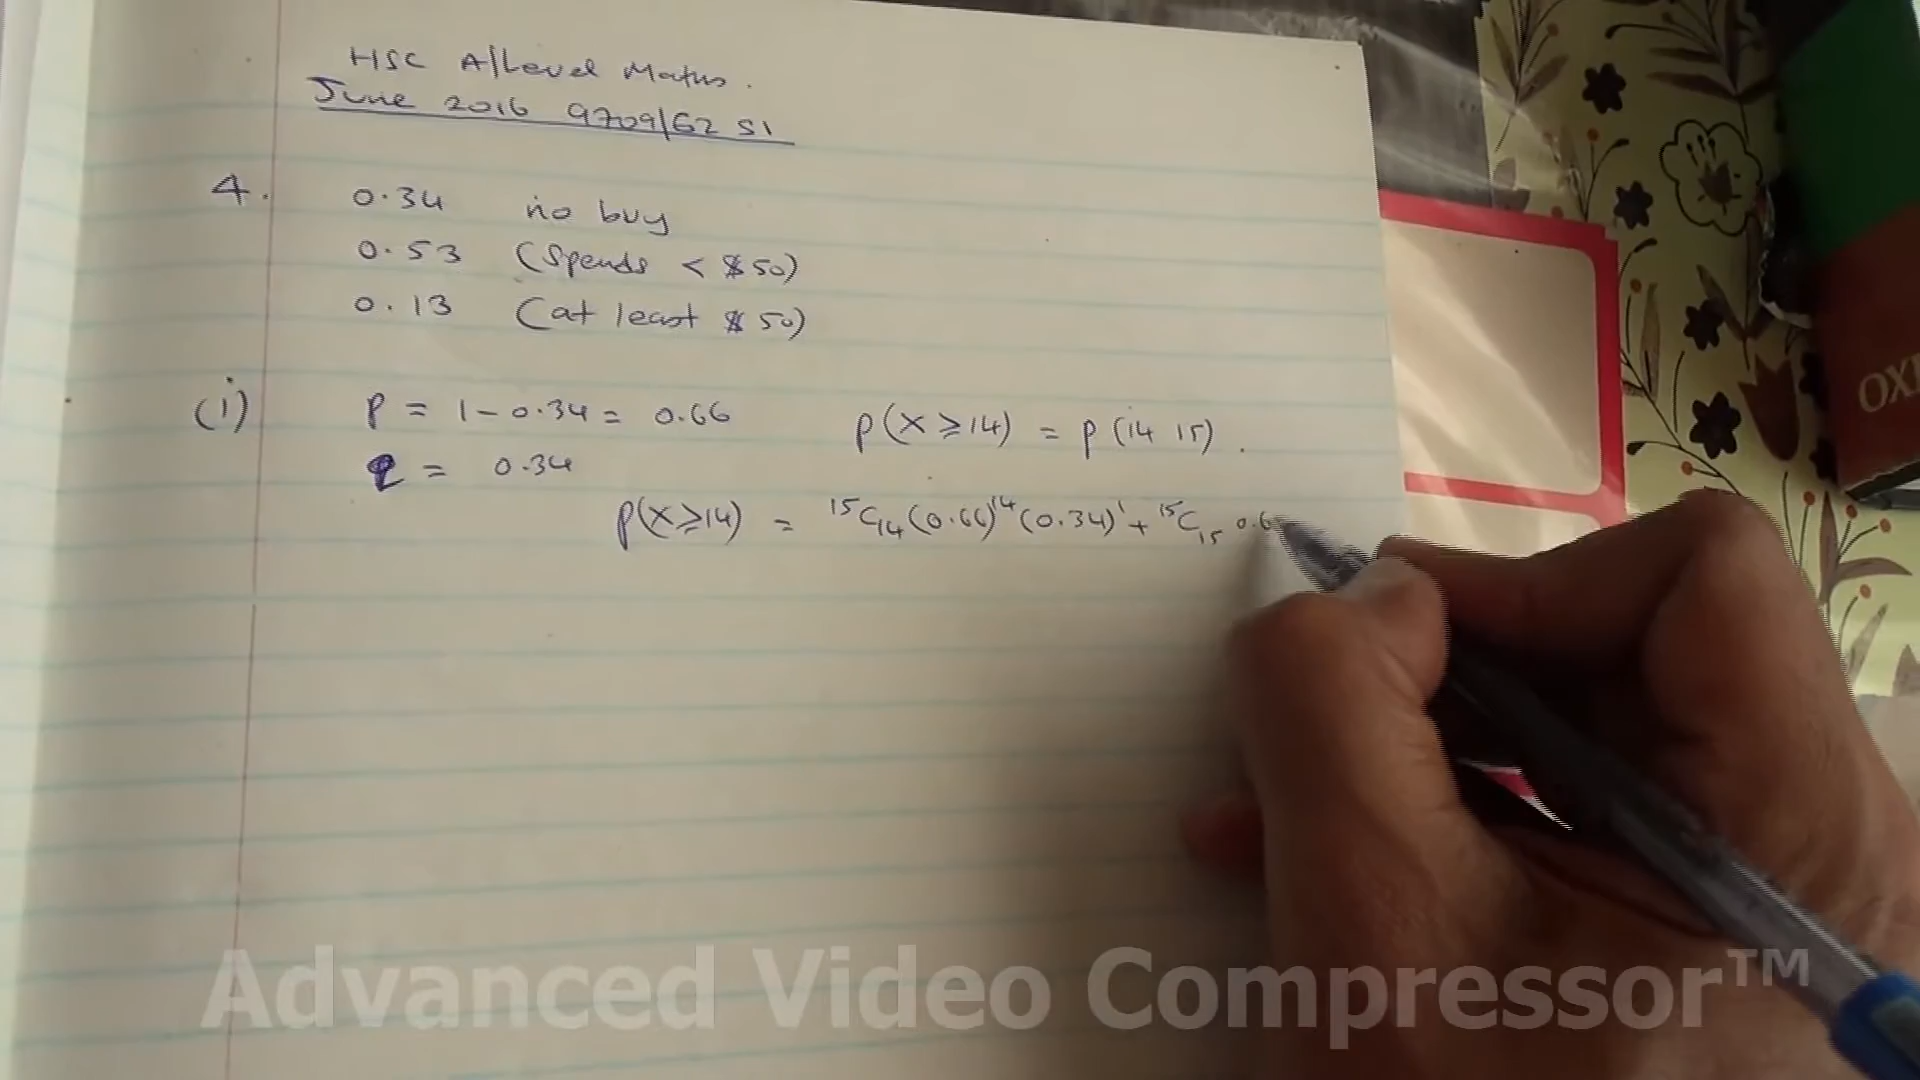 HSC A/Level Maths.
June 2016 9709/62 S1
4. 0.34 no buy
0.53 (Spends < $50)
0.13 (at least $50)
(i) p = 1 - 0.34 = 0.66 p(X ≥ 14) = p(14 15).
q = 0.34
p(X ≥ 14) = ¹⁵C₁₄(0.66)¹⁴(0.34)¹ + ¹⁵C₁₅ 0.6
OX
Advanced Video Compressor™